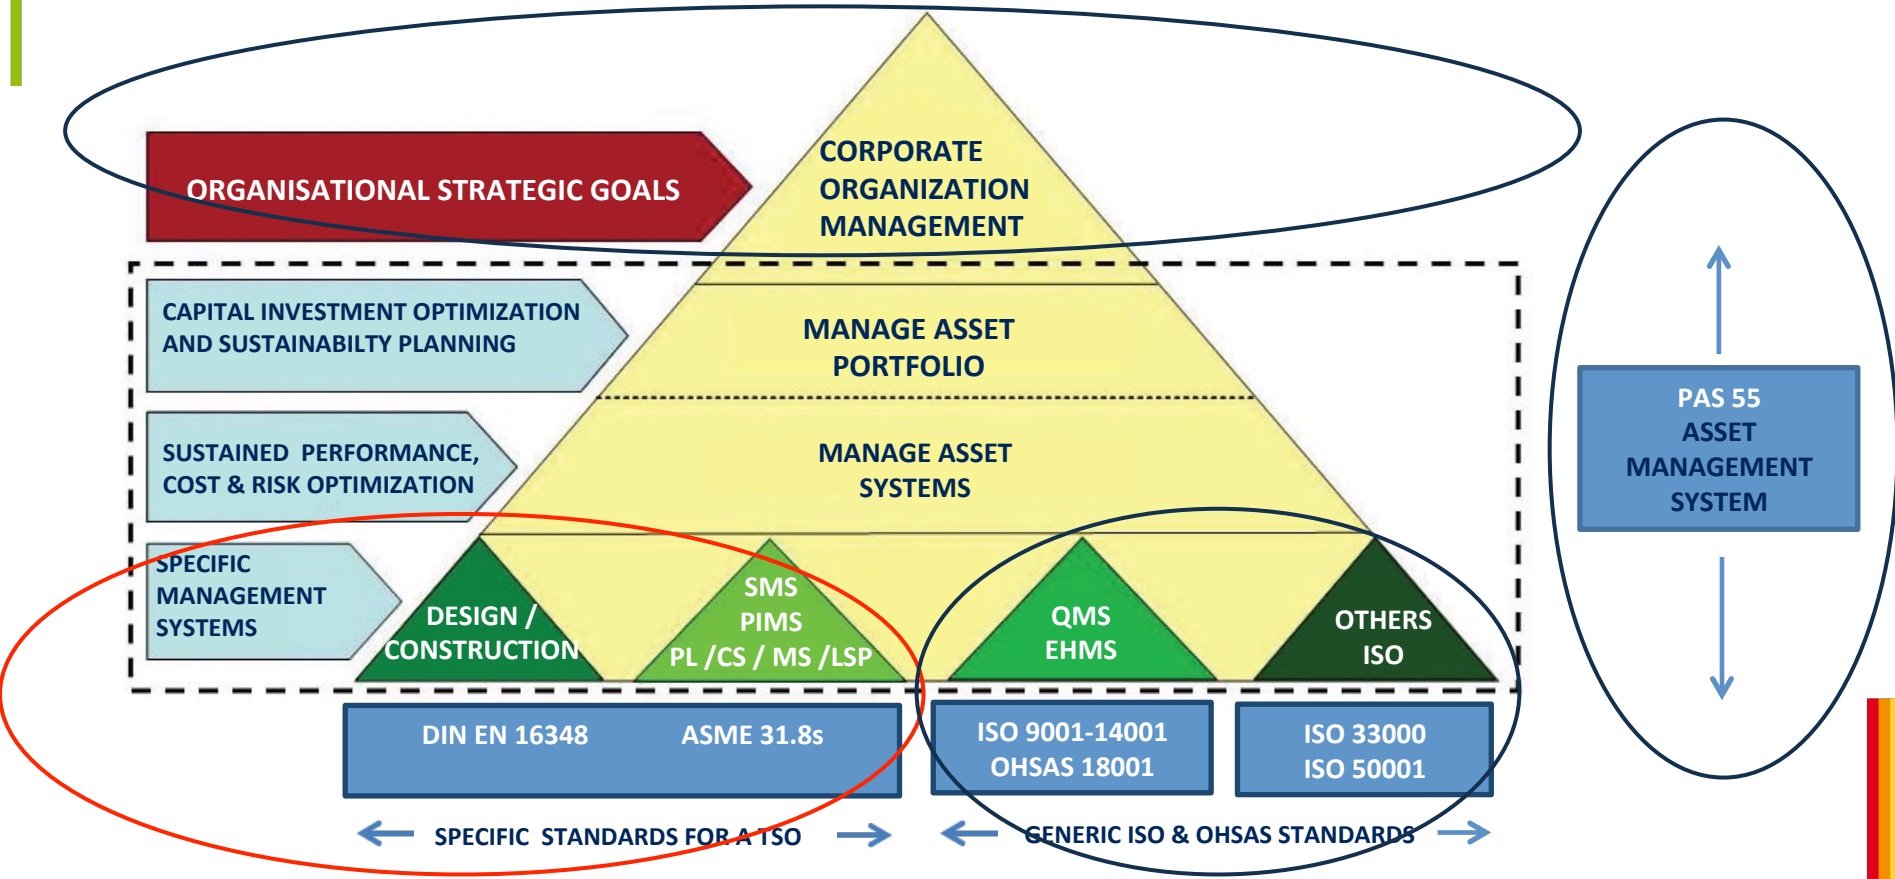 ORGANISATIONAL STRATEGIC GOALS
CORPORATE
ORGANIZATION
MANAGEMENT
CAPITAL INVESTMENT OPTIMIZATION
AND SUSTAINABILTY PLANNING
MANAGE ASSET
PORTFOLIO
SUSTAINED PERFORMANCE,
COST & RISK OPTIMIZATION
MANAGE ASSET
SYSTEMS
PAS 55
ASSET
MANAGEMENT
SYSTEM
SPECIFIC
MANAGEMENT
SYSTEMS
DESIGN /
CONSTRUCTION
SMS
PIMS
PL /CS / MS /LSP
QMS
EHMS
OTHERS
ISO
DIN EN 16348
ASME 31.8s
ISO 9001-14001
OHSAS 18001
ISO 33000
ISO 50001
SPECIFIC STANDARDS FOR A TSO
GENERIC ISO & OHSAS STANDARDS